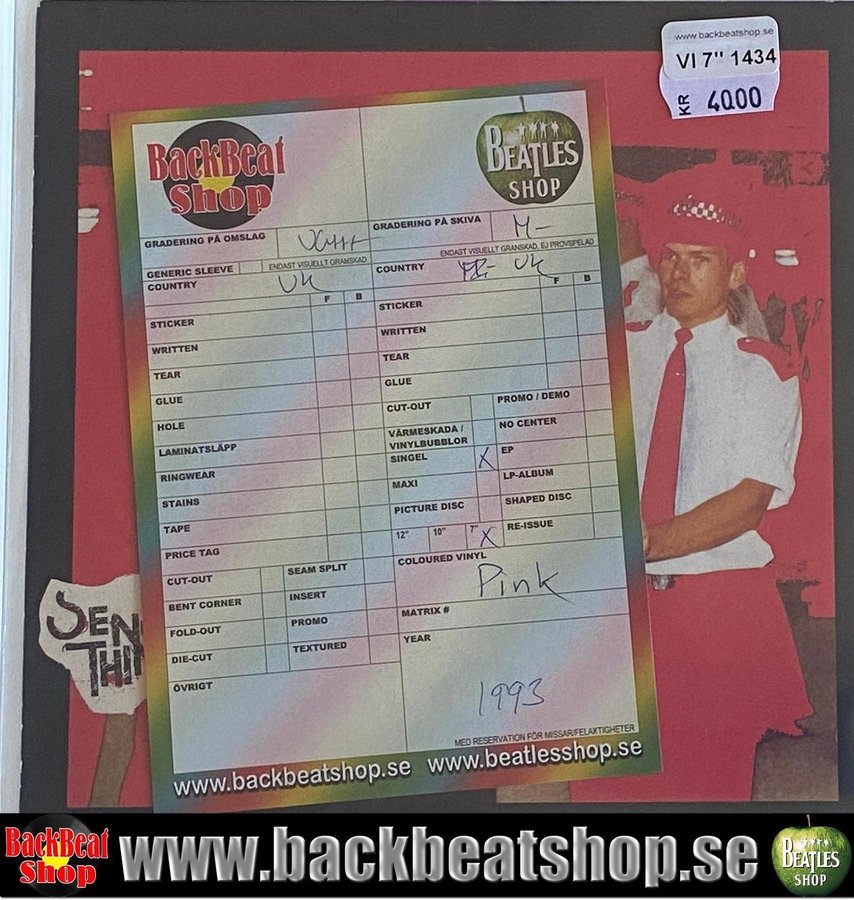 www.backbeatshop.se
VI 7" 1434
KR 4000
BackBeat
Shop
BEATLES
SHOP
GRADERING PÅ OMSLAG VG+++
GRADERING PÅ SKIVA M-
ENDAST VISUELLT GRANSKAD
ENDAST VISUELLT GRANSKAD, EJ PROVSPELAD
GENERIC SLEEVE
COUNTRY UK
F B
STICKER
WRITTEN
TEAR
GLUE
HOLE
LAMINATSLÄPP
RINGWEAR
STAINS
TAPE
PRICE TAG
CUT-OUT
SEAM SPLIT
BENT CORNER
INSERT
FOLD-OUT
PROMO
DIE-CUT
TEXTURED
ÖVRIGT
COUNTRY UK
F B
STICKER
WRITTEN
TEAR
GLUE
CUT-OUT
PROMO / DEMO
VÄRMESKADA /
VINYLBUBBLOR
NO CENTER
SINGEL X
EP
MAXI
LP-ALBUM
PICTURE DISC
SHAPED DISC
12" 10" 7" X
RE-ISSUE
COLOURED VINYL
Pink
MATRIX #
YEAR
1993
MED RESERVATION FÖR MISSAR/FELAKTIGHETER
www.backbeatshop.se www.beatlesshop.se
SEN
THI
BackBeat
Shop
www.backbeatshop.se
BEATLES
SHOP